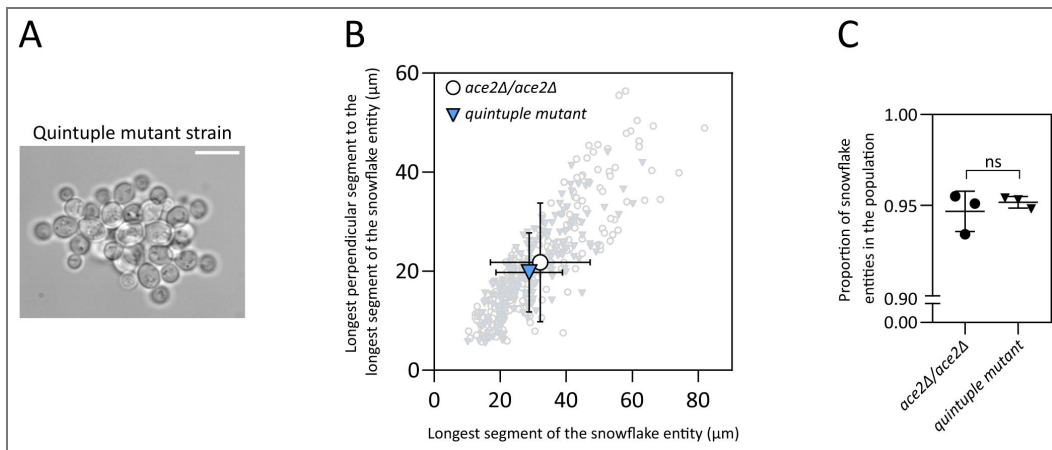 A
Quintuple mutant strain
B
Longest perpendicular segment to the
longest segment of the snowflake entity (µm)
60
40
20
0
ace2Δ/ace2Δ
quintuple mutant
0 20 40 60 80
Longest segment of the snowflake entity (µm)
C
Proportion of snowflake
entities in the population
1.00
0.95
0.90
0.00
ns
ace2Δ/ace2Δ
quintuple mutant